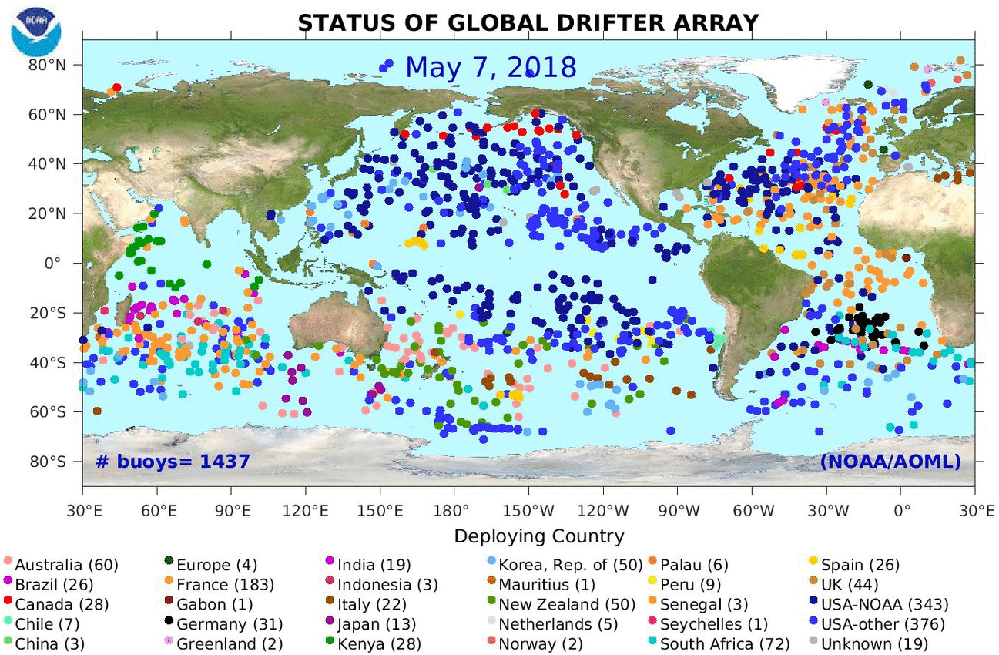 NOAA
STATUS OF GLOBAL DRIFTER ARRAY
May 7, 2018
80°N
60°N
40°N
20°N
0°
20°S
40°S
60°S
80°S
# buoys= 1437
(NOAA/AOML)
30°E 60°E 90°E 120°E 150°E 180° 150°W 120°W 90°W 60°W 30°W 0° 30°E
Deploying Country
Australia (60) Europe (4) India (19) Korea, Rep. of (50) Palau (6) Spain (26)
Brazil (26) France (183) Indonesia (3) Mauritius (1) Peru (9) UK (44)
Canada (28) Gabon (1) Italy (22) New Zealand (50) Senegal (3) USA-NOAA (343)
Chile (7) Germany (31) Japan (13) Netherlands (5) Seychelles (1) USA-other (376)
China (3) Greenland (2) Kenya (28) Norway (2) South Africa (72) Unknown (19)